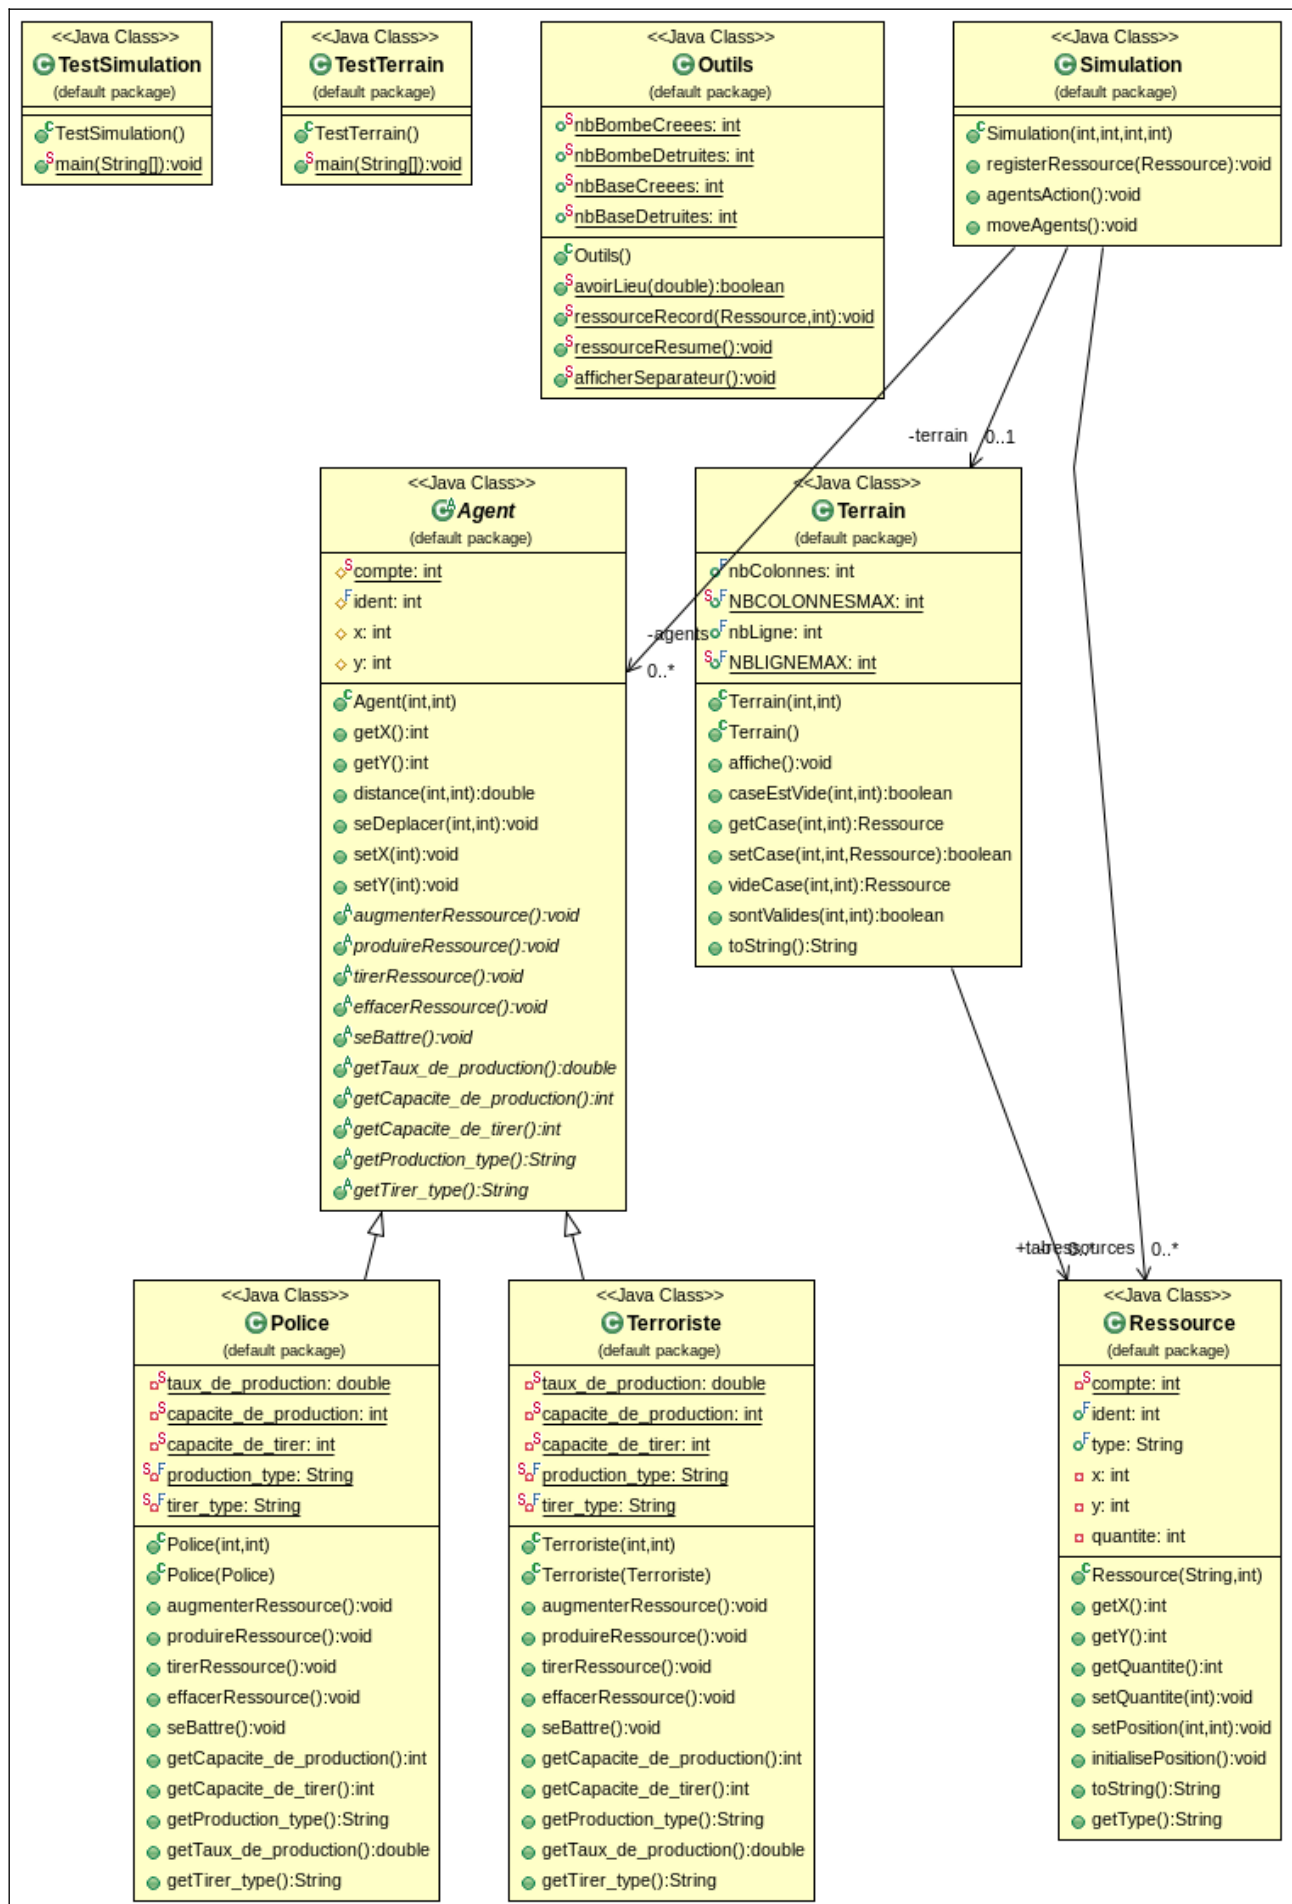 <<Java Class>>
TestSimulation
(default package)
TestSimulation()
main(String[]):void
<<Java Class>>
TestTerrain
(default package)
TestTerrain()
main(String[]):void
<<Java Class>>
Outils
(default package)
nbBombeCreees: int
nbBombeDetruites: int
nbBaseCreees: int
nbBaseDetruites: int
Outils()
avoirLieu(double):boolean
ressourceRecord(Ressource,int):void
ressourceResume():void
afficherSeparateur():void
<<Java Class>>
Simulation
(default package)
Simulation(int,int,int,int)
registerRessource(Ressource):void
agentsAction():void
moveAgents():void
-terrain
0..1
<<Java Class>>
Agent
(default package)
compte: int
ident: int
x: int
y: int
Agent(int,int)
getX():int
getY():int
distance(int,int):double
seDeplacer(int,int):void
setX(int):void
setY(int):void
augmenterRessource():void
produireRessource():void
tirerRessource():void
effacerRessource():void
seBattre():void
getTaux_de_production():double
getCapacite_de_production():int
getCapacite_de_tirer():int
getProduction_type():String
getTirer_type():String
-agents
0..*
<<Java Class>>
Terrain
(default package)
nbColonnes: int
NBCOLONNESMAX: int
nbLigne: int
NBLIGNEMAX: int
Terrain(int,int)
Terrain()
affiche():void
caseEstVide(int,int):boolean
getCase(int,int):Ressource
setCase(int,int,Ressource):boolean
videCase(int,int):Ressource
sontValides(int,int):boolean
toString():String
0..*
<<Java Class>>
Police
(default package)
taux_de_production: double
capacite_de_production: int
capacite_de_tirer: int
production_type: String
tirer_type: String
Police(int,int)
Police(Police)
augmenterRessource():void
produireRessource():void
tirerRessource():void
effacerRessource():void
seBattre():void
getCapacite_de_production():int
getCapacite_de_tirer():int
getProduction_type():String
getTaux_de_production():double
getTirer_type():String
<<Java Class>>
Terroriste
(default package)
taux_de_production: double
capacite_de_production: int
capacite_de_tirer: int
production_type: String
tirer_type: String
Terroriste(int,int)
Terroriste(Terroriste)
augmenterRessource():void
produireRessource():void
tirerRessource():void
effacerRessource():void
seBattre():void
getCapacite_de_production():int
getCapacite_de_tirer():int
getProduction_type():String
getTaux_de_production():double
getTirer_type():String
<<Java Class>>
Ressource
(default package)
compte: int
ident: int
type: String
x: int
y: int
quantite: int
Ressource(String,int)
getX():int
getY():int
getQuantite():int
setQuantite(int):void
setPosition(int,int):void
initialisePosition():void
toString():String
getType():String